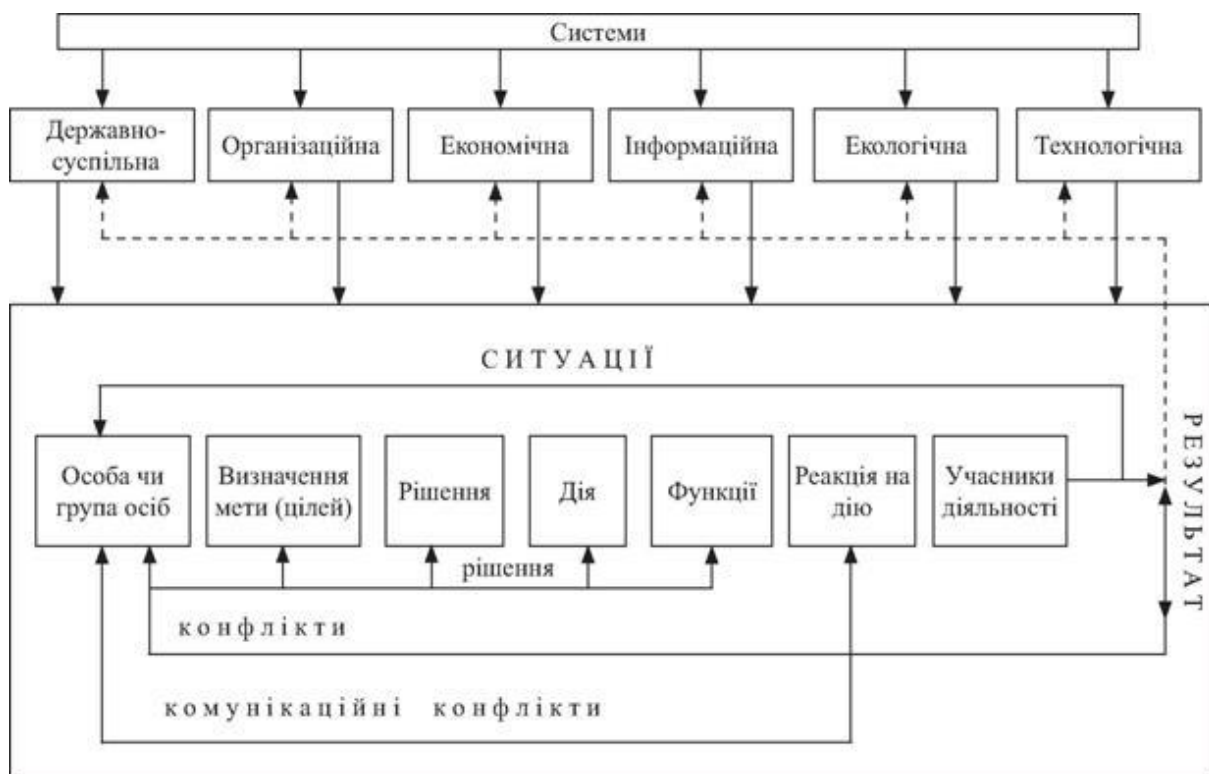 Системи
Державно-
суспільна
Організаційна
Економічна
Інформаційна
Екологічна
Технологічна
СИТУАЦІЇ
Особа чи
група осіб
Визначення
мети (цілей)
Рішення
Дія
Функції
Реакція на
дію
Учасники
діяльності
РЕЗУЛЬТАТ
рішення
конфлікти
комунікаційні конфлікти